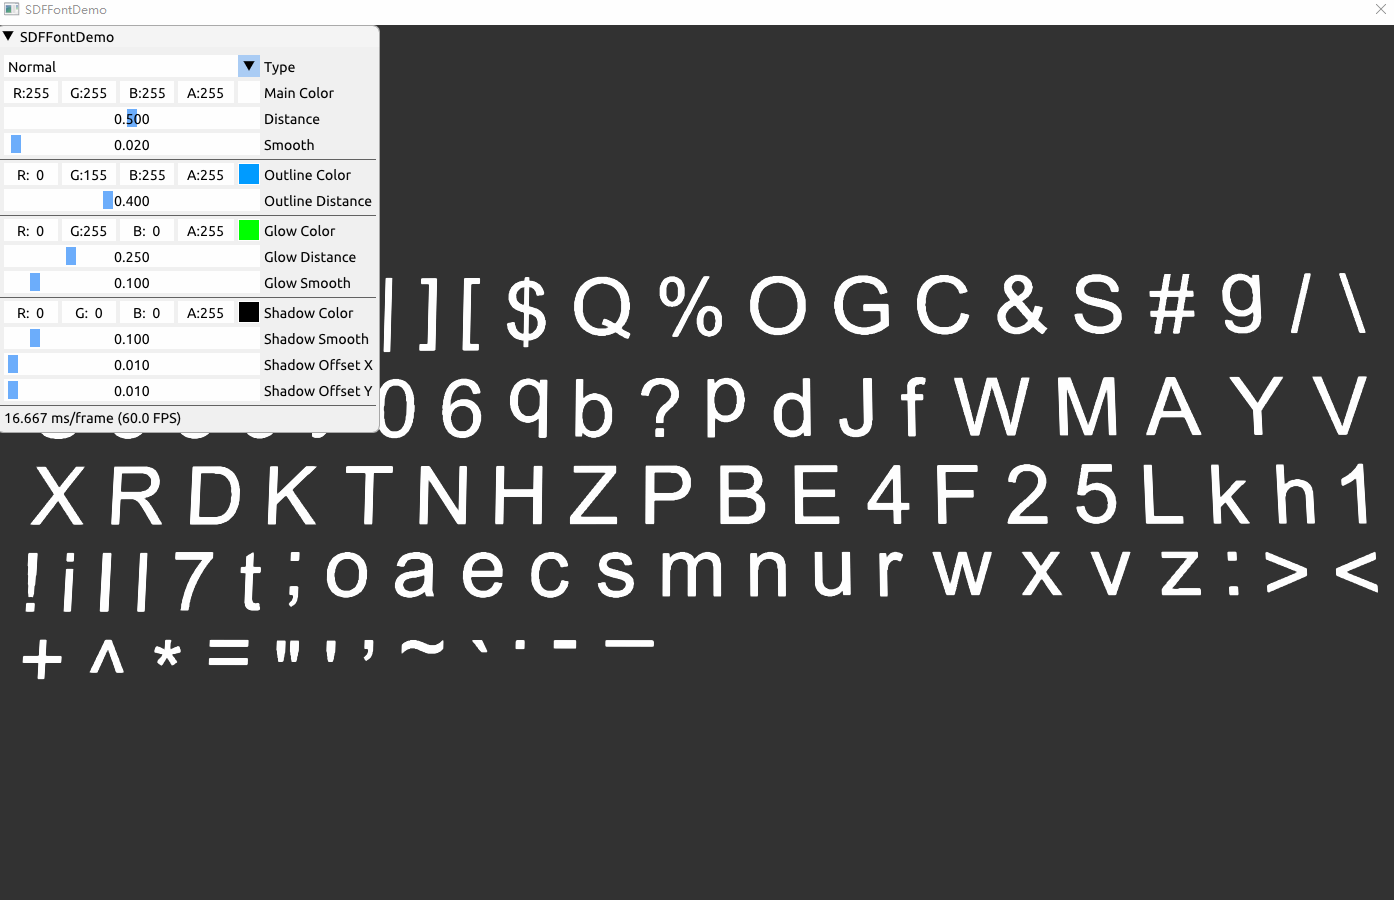 SDFFontDemo
SDFFontDemo
Normal Type
R:255 G:255 B:255 A:255 Main Color
0.500 Distance
0.020 Smooth
R: 0 G:155 B:255 A:255 Outline Color
0.400 Outline Distance
R: 0 G:255 B: 0 A:255 Glow Color
0.250 Glow Distance
0.100 Glow Smooth
R: 0 G: 0 B: 0 A:255 Shadow Color
0.100 Shadow Smooth
0.010 Shadow Offset X
0.010 Shadow Offset Y
16.667 ms/frame (60.0 FPS)
| ] [ $ Q % O G C & S # g / \
0 6 q b ? p d J f W M A Y V
X R D K T N H Z P B E 4 F 2 5 L k h 1
! i l | 7 t ; o a e c s m n u r w x v z : > <
+ ^ * = " ' , ~ ` . - _